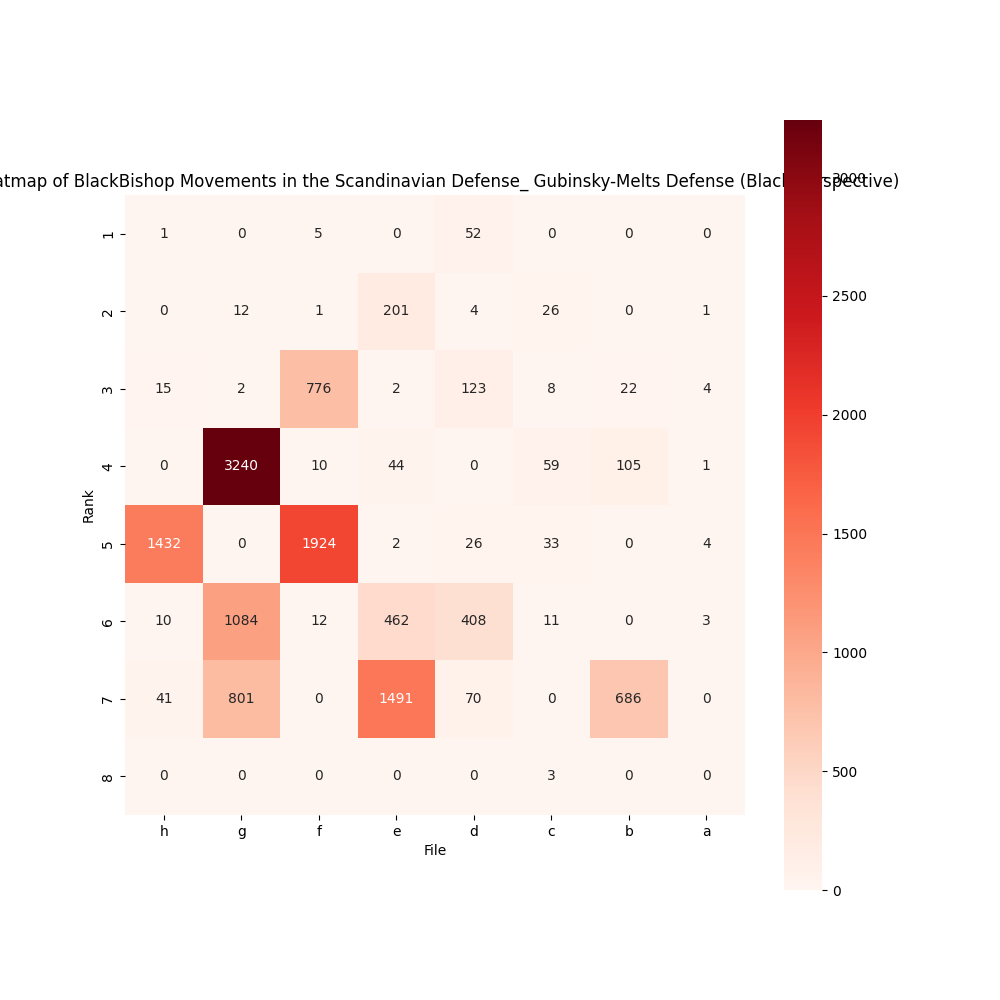 atmap of BlackBishop Movements in the Scandinavian Defense_ Gubinsky-Melts Defense (Black Perspective)
3000
1 1 0 5 0 52 0 0 0
2 0 12 1 201 4 26 0 1
2500
3 15 2 776 2 123 8 22 4
2000
4 0 3240 10 44 0 59 105 1
Rank
5 1432 0 1924 2 26 33 0 4
1500
6 10 1084 12 462 408 11 0 3
1000
7 41 801 0 1491 70 0 686 0
500
8 0 0 0 0 0 3 0 0
h g f e d c b a
File
0